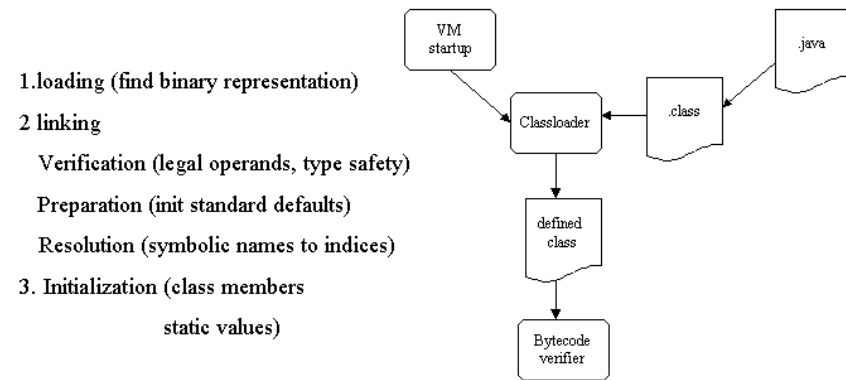 1.loading (find binary representation)
2 linking
Verification (legal operands, type safety)
Preparation (init standard defaults)
Resolution (symbolic names to indices)
3. Initialization (class members
static values)
VM
startup
.java
.class
Classloader
defined
class
Bytecode
verifier